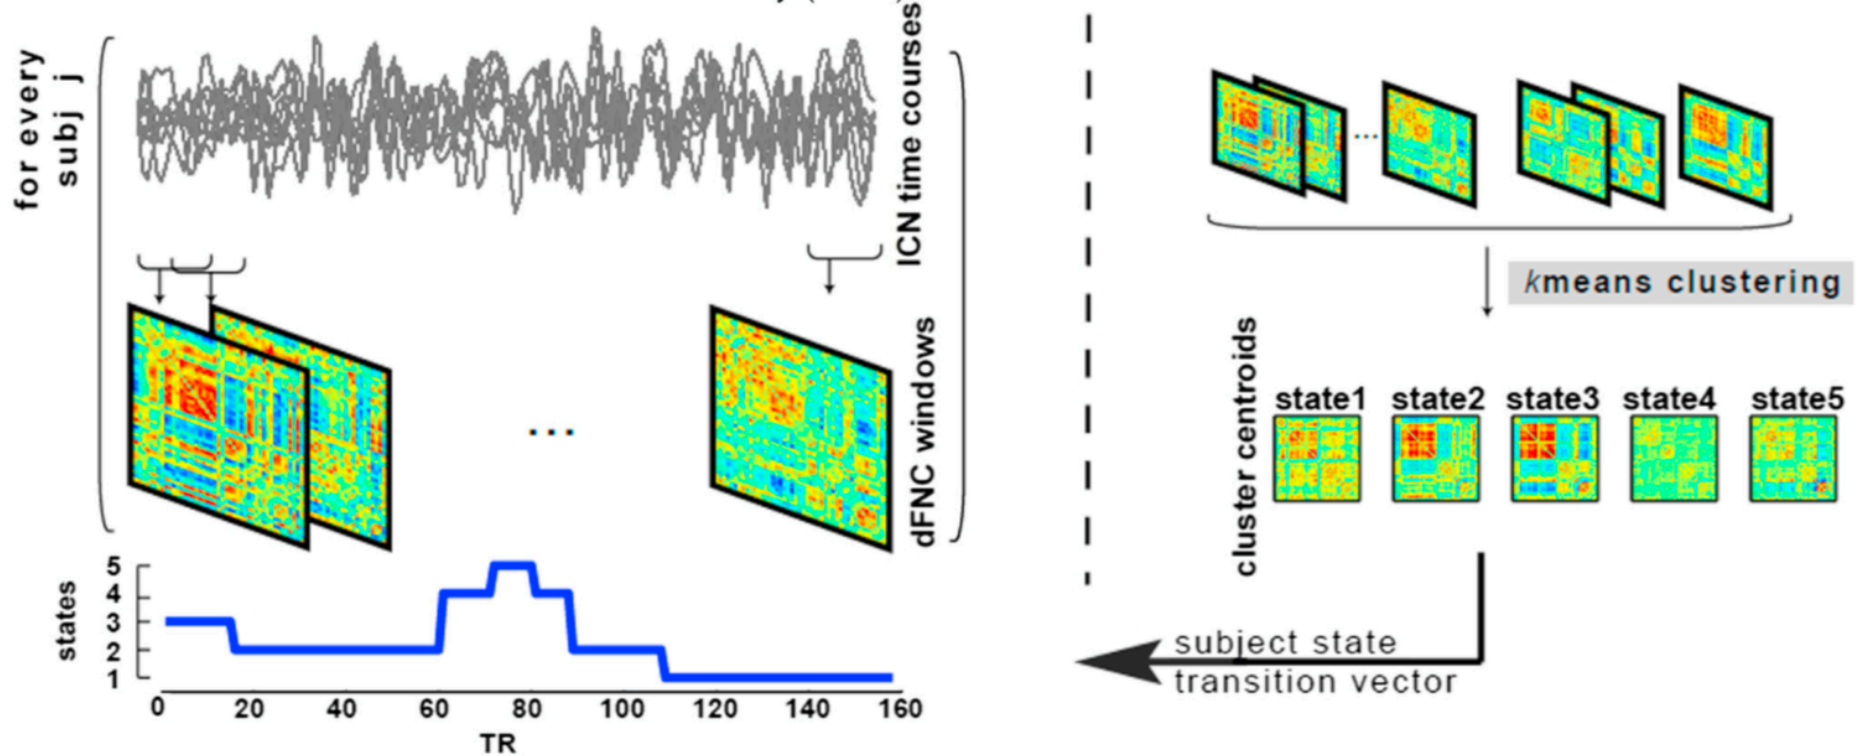 for every
subj j
ICN time courses
dFNC windows
...
states
5
4
3
2
1
0 20 40 60 80 100 120 140 160
TR
...
kmeans clustering
cluster centroids
state1 state2 state3 state4 state5
subject state
transition vector